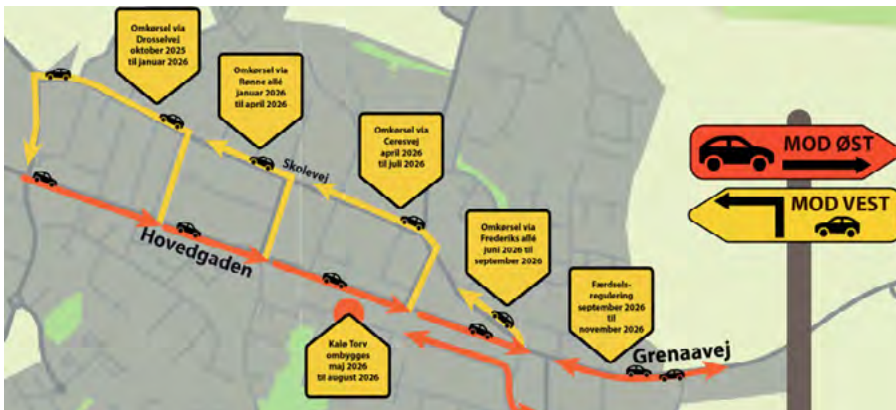 Omkørsel via
Drosselvej
oktober 2025
til januar 2026
Omkørsel via
Rønne allé
januar 2026
til april 2026
Omkørsel via
Ceresvej
april 2026
til juli 2026
Skolevej
Omkørsel via
Frederiks allé
juni 2026 til
september 2026
Færdsels-
regulering
september 2026
til
november 2026
Hovedgaden
Kalø Torv
ombygges
maj 2026
til august 2026
Grenaavej
MOD ØST
MOD VEST